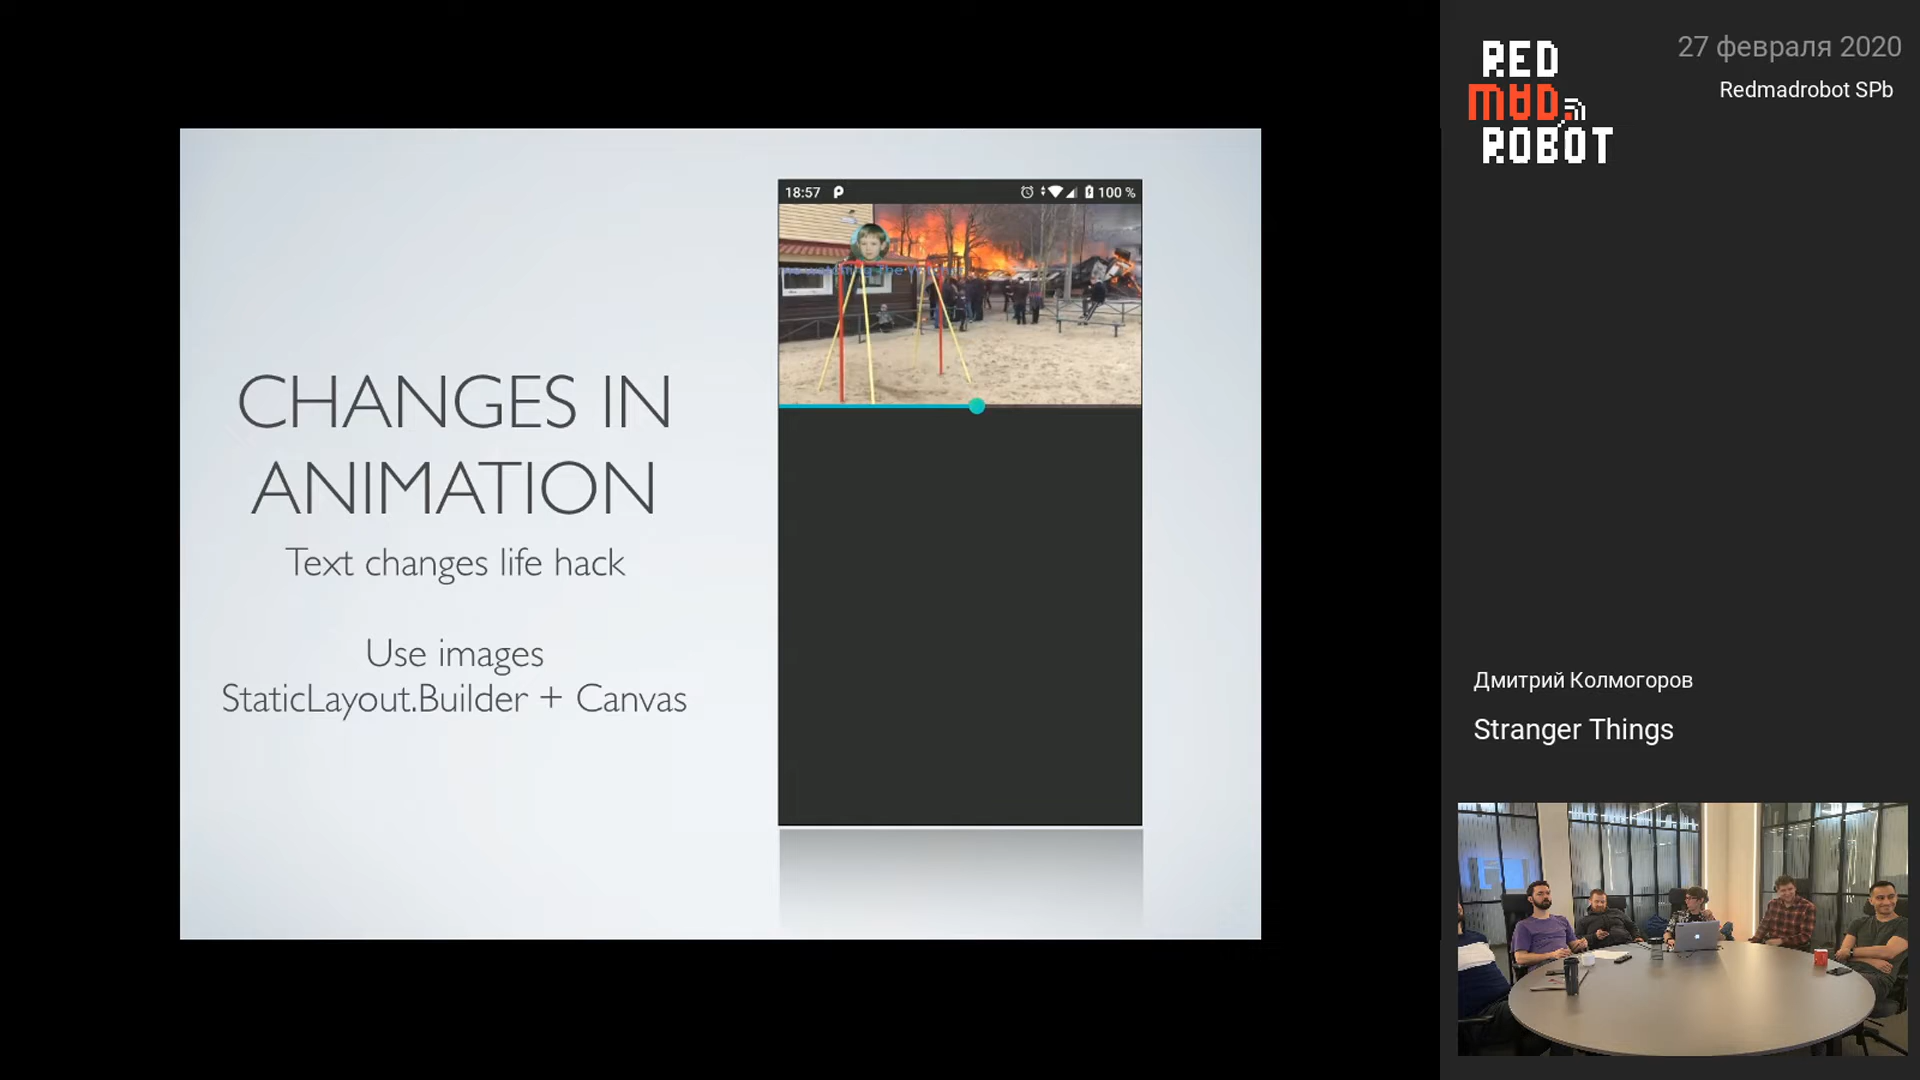 CHANGES IN
ANIMATION
Text changes life hack
Use images
StaticLayout.Builder + Canvas
18:57
100 %
RED
MAD
ROBOT
27 февраля 2020
Redmadrobot SPb
Дмитрий Колмогоров
Stranger Things